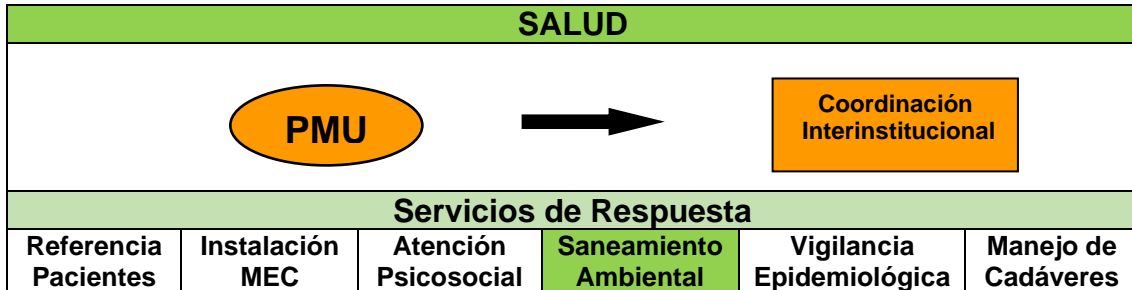 SALUD
PMU
Coordinación
Interinstitucional
Servicios de Respuesta
Referencia Pacientes
Instalación MEC
Atención Psicosocial
Saneamiento Ambiental
Vigilancia Epidemiológica
Manejo de Cadáveres